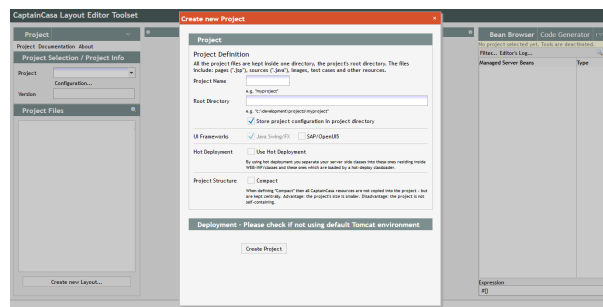 CaptainCasa Layout Editor Toolset
Project
Project Documentation About
Project Selection / Project Info
Project
Configuration...
Version
Project Files
Create new Layout...
Create new Project
Project
Project Definition
All the project files are kept inside one directory, the project's root directory. The files
include: pages (".jsp"), sources (".java"), images, test cases and other recources.
Project Name
e.g. "myproject"
Root Directory
e.g. "c:\development\projects\myproject"
Store project configuration in project directory
UI Frameworks
Java Swing/FX
SAP/OpenUI5
Hot Deployment
Use Hot Deployment
By using hot deployment you separate your server side classes into these ones residing inside
WEB-INF/classes and these ones which are loaded by a hot-deploy classloader.
Project Structure
Compact
When defining "Compact" then all CaptainCasa resources are not copied into the project - but
are kept centrally. Advantage: the project's size is smaller. Disadvantage: the project is not
self-containing.
Deployment - Please check if not using default Tomcat environment
Create Project
Bean Browser
Code Generator
No project selected yet. Tools are deactivated.
Filter... Editor's Log...
Managed Server Beans
Type
Expression
#{}